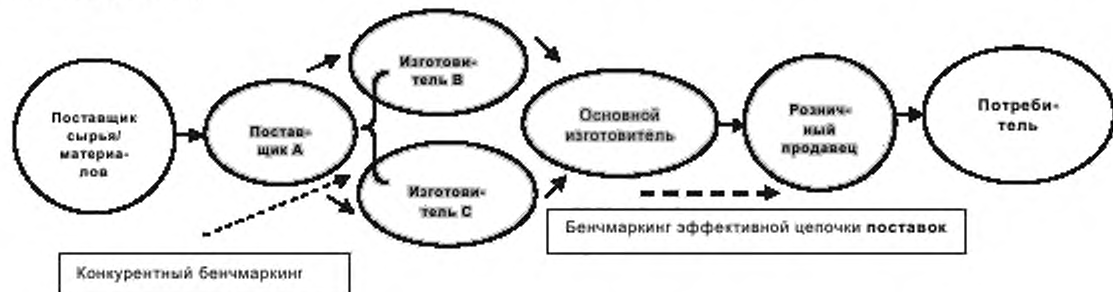 Поставщик
сырья/
материа-
лов
Постав-
щик А
Изготови-
тель В
Изготови-
тель С
Основной
изготовитель
Рознич-
ный
продавец
Потреби-
тель
Бенчмаркинг эффективной цепочки поставок
Конкурентный бенчмаркинг